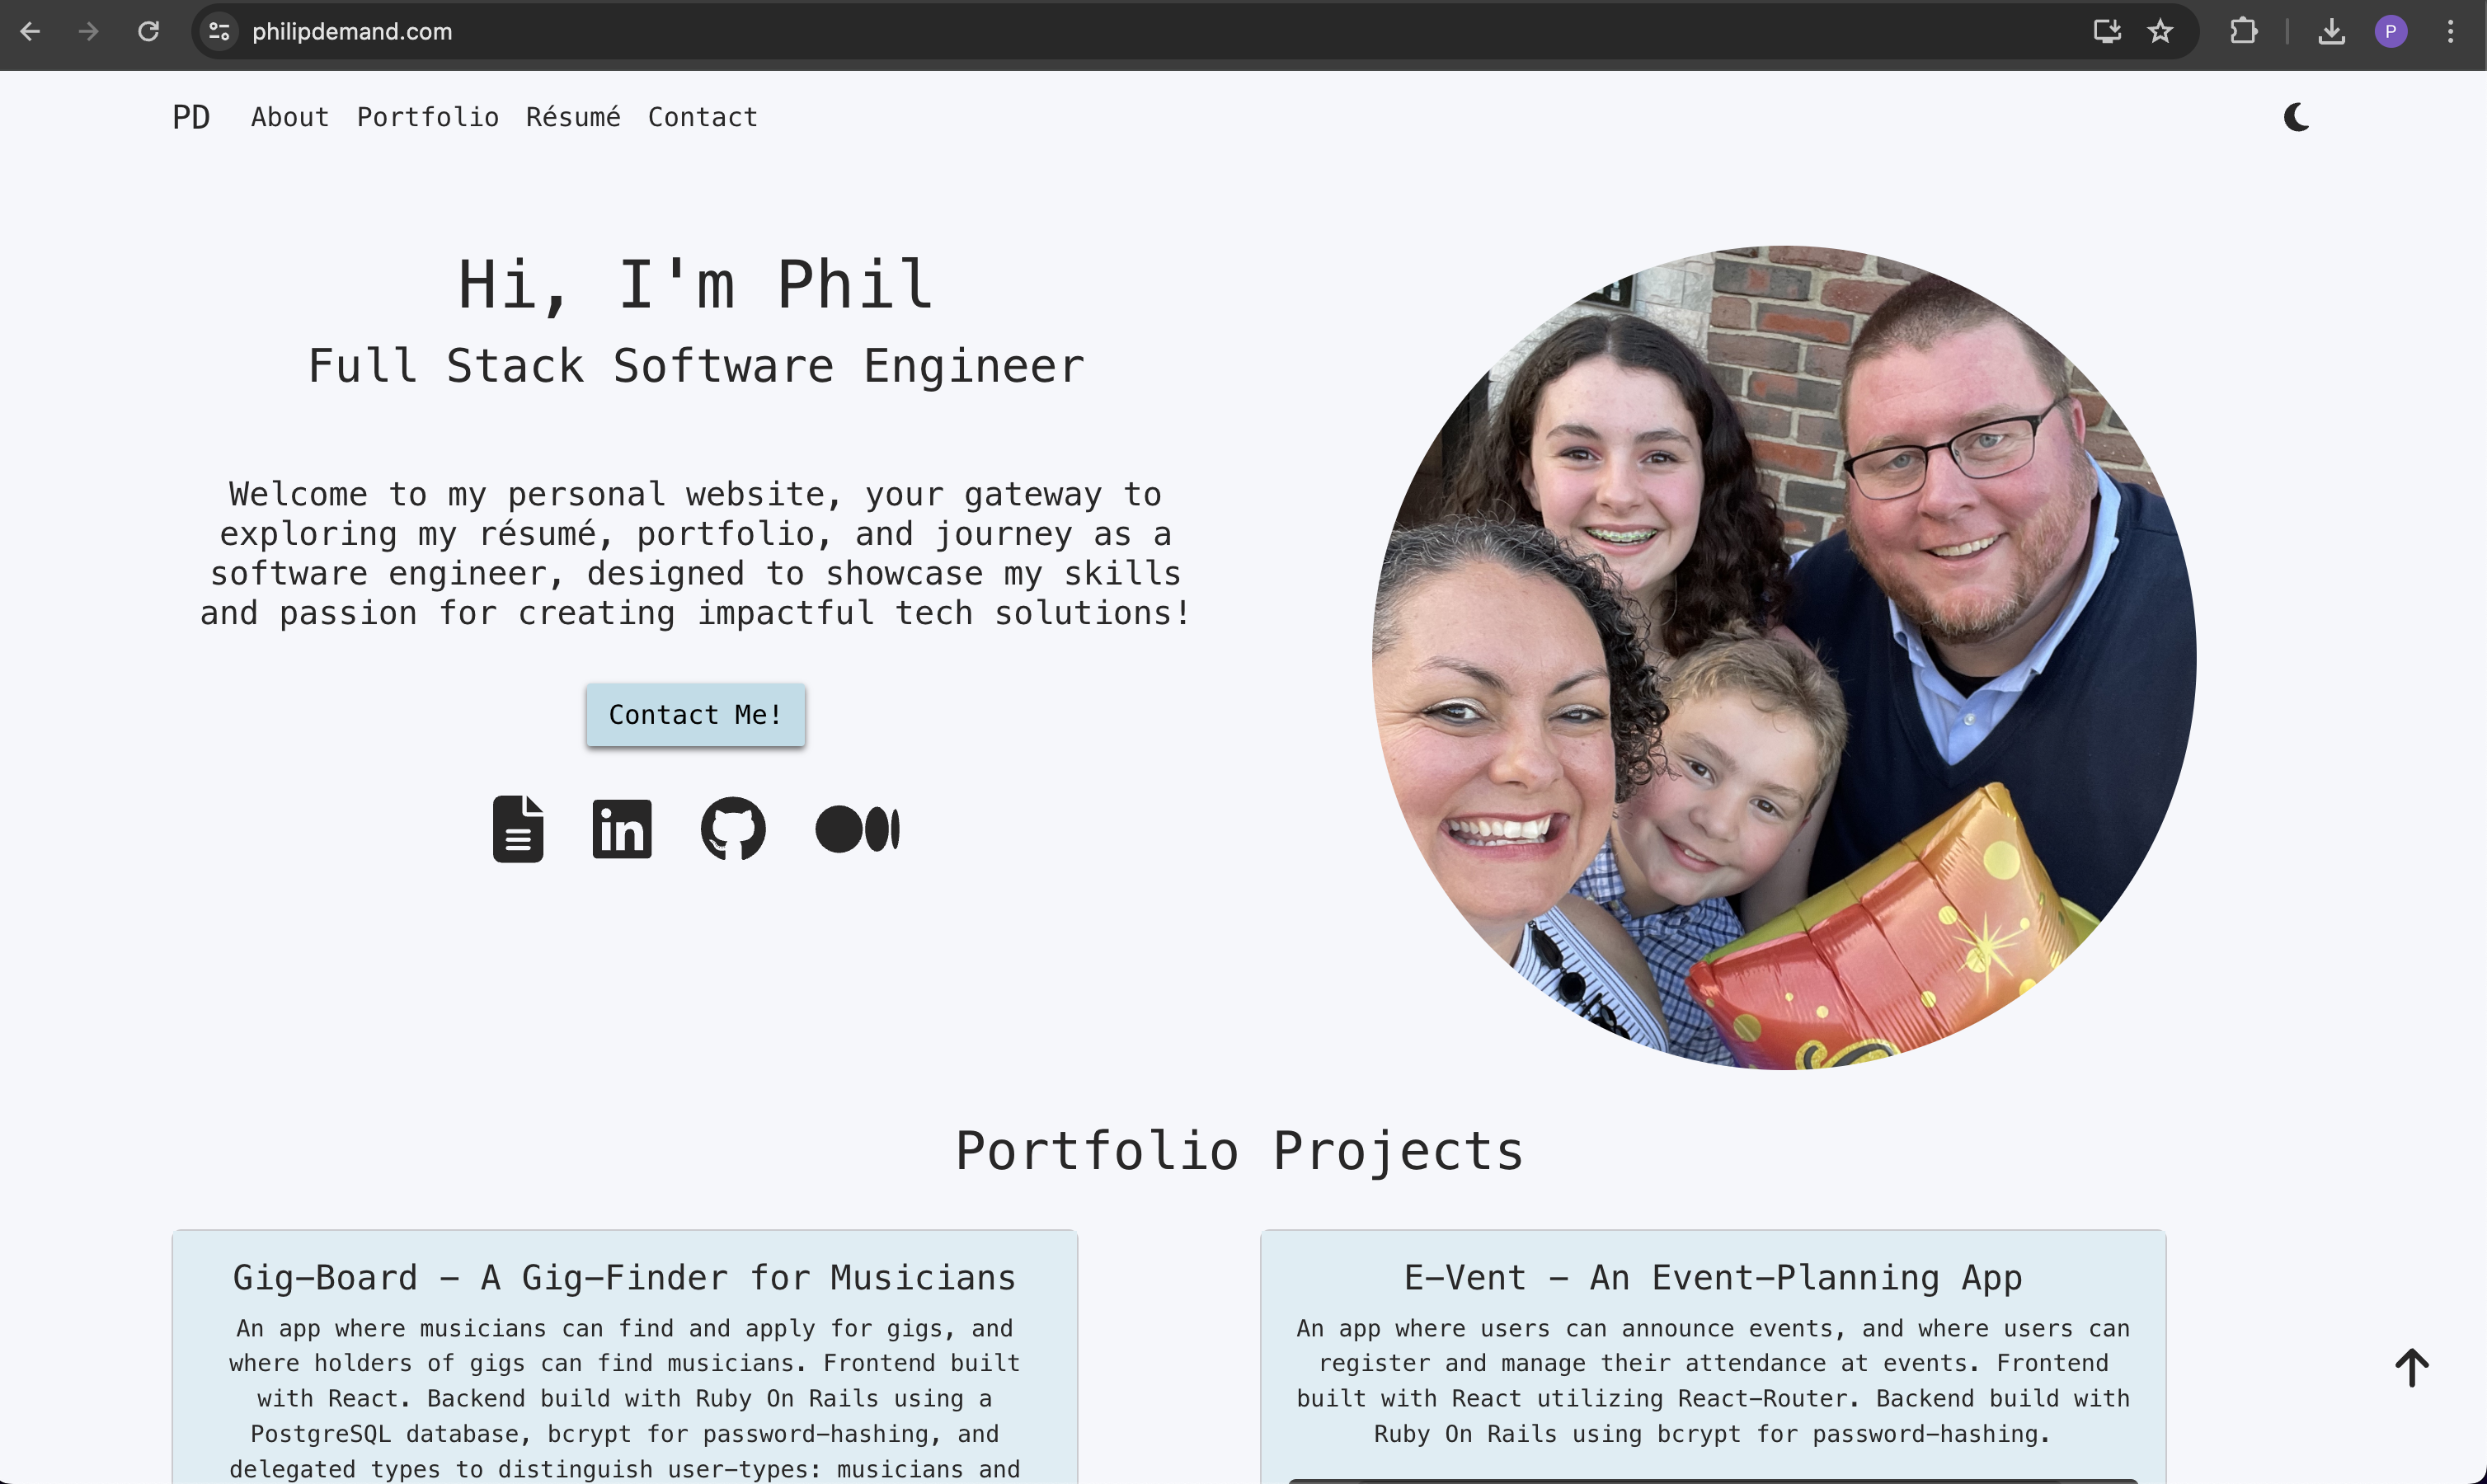 philipdemand.com
P
PD About Portfolio Résumé Contact
Hi, I'm Phil
Full Stack Software Engineer
Welcome to my personal website, your gateway to
exploring my résumé, portfolio, and journey as a
software engineer, designed to showcase my skills
and passion for creating impactful tech solutions!
Contact Me!
in
Portfolio Projects
Gig-Board - A Gig-Finder for Musicians
An app where musicians can find and apply for gigs, and
where holders of gigs can find musicians. Frontend built
with React. Backend build with Ruby On Rails using a
PostgreSQL database, bcrypt for password-hashing, and
delegated types to distinguish user-types: musicians and
E-Vent - An Event-Planning App
An app where users can announce events, and where users can
register and manage their attendance at events. Frontend
built with React utilizing React-Router. Backend build with
Ruby On Rails using bcrypt for password-hashing.